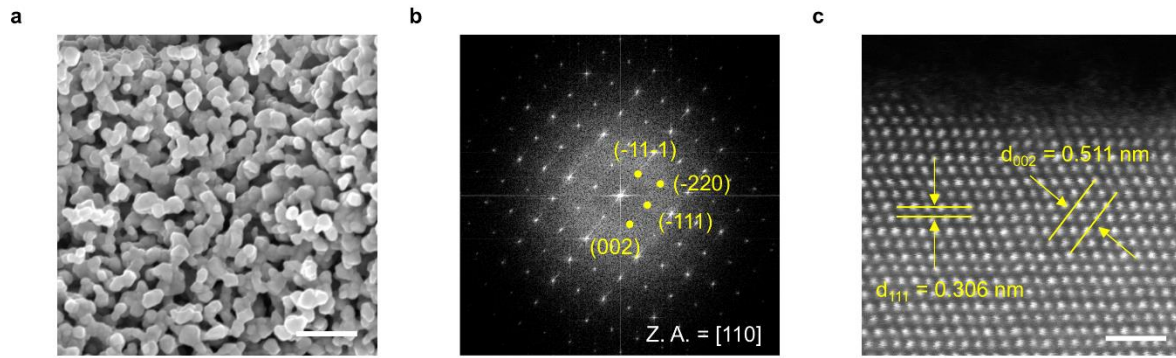 a
b
c
(-11-1)
(-220)
(-111)
(002)
Z. A. = [110]
d002 = 0.511 nm
d111 = 0.306 nm